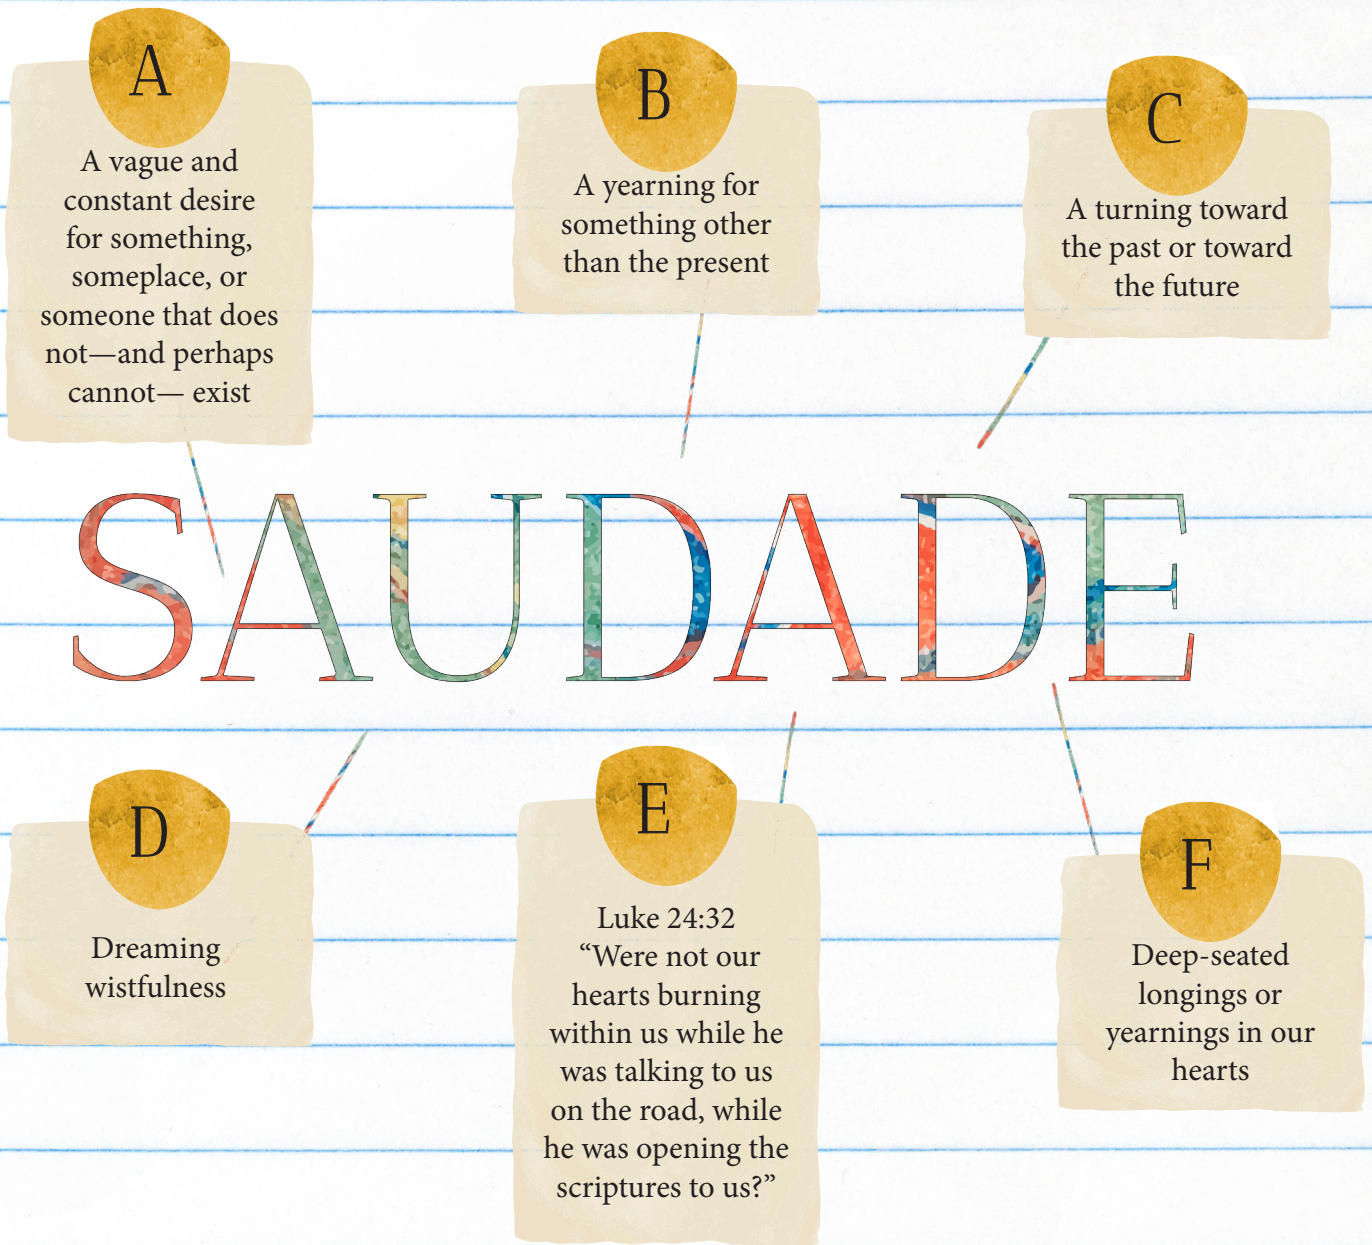 A
A vague and
constant desire
for something,
someplace, or
someone that does
not—and perhaps
cannot— exist
B
A yearning for
something other
than the present
C
A turning toward
the past or toward
the future
SAUDADE
D
Dreaming
wistfulness
E
Luke 24:32
“Were not our
hearts burning
within us while he
was talking to us
on the road, while
he was opening the
scriptures to us?”
F
Deep-seated
longings or
yearnings in our
hearts